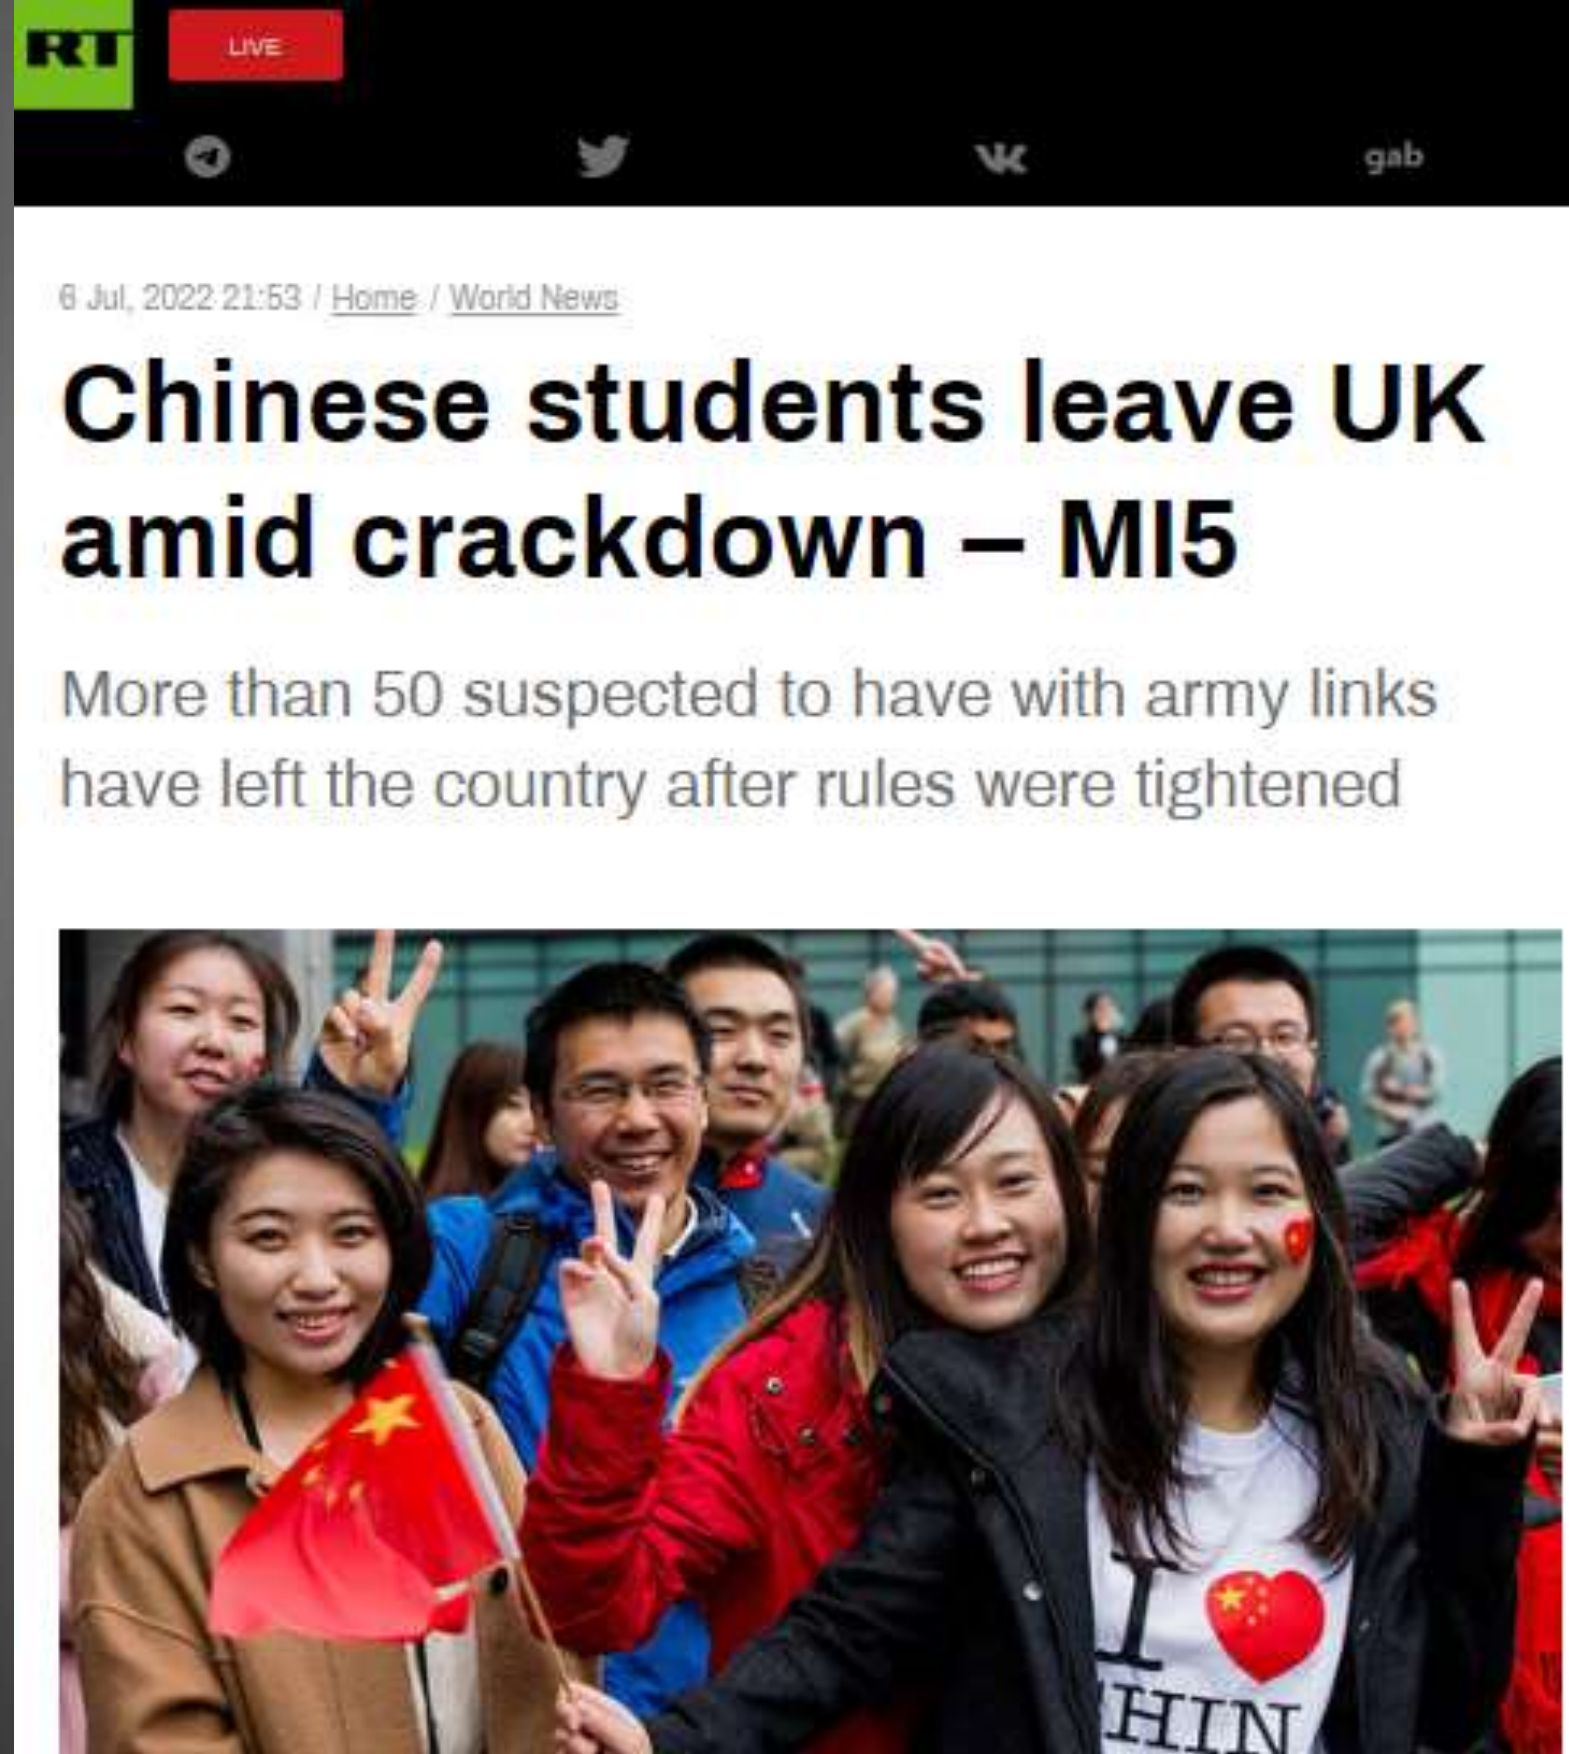 RT
LIVE
gab
6 Jul, 2022 21:53 / Home / World News
Chinese students leave UK
amid crackdown – MI5
More than 50 suspected to have with army links
have left the country after rules were tightened
I
HIN